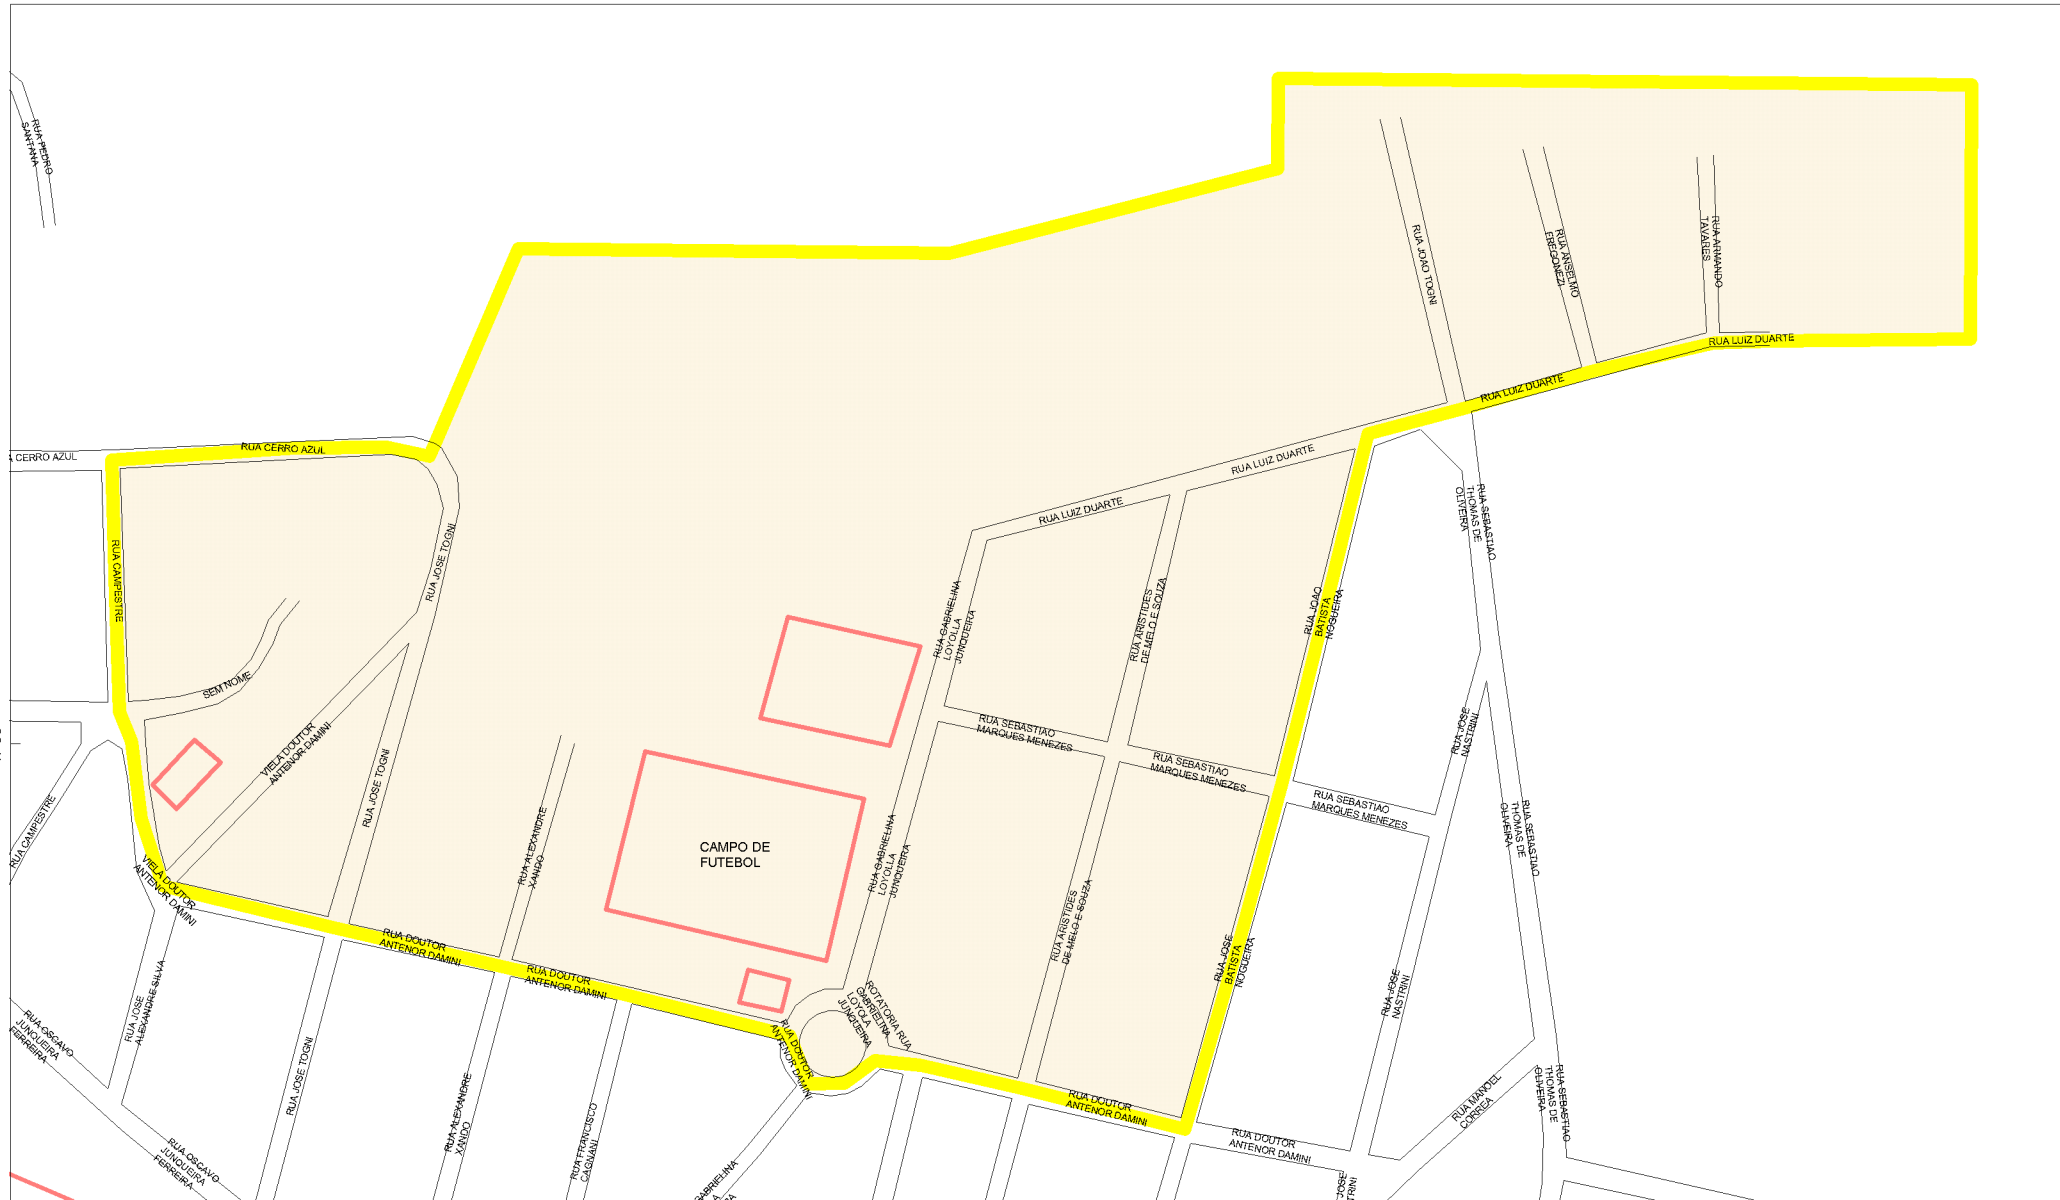 RUA PEDRO
SANTANA
RUA JOAO TOGNI
RUA ANSELMO
FREGONEZI
RUA ARMANDO
TAVARES
RUA LUIZ DUARTE
RUA LUIZ DUARTE
RUA LUIZ DUARTE
RUA LUIZ DUARTE
A CERRO AZUL
RUA CERRO AZUL
RUA CAMPESTRE
RUA JOSE TOGNI
SEM NOME
VIELA DOUTOR
ANTENOR DAMINI
RUA JOSE TOGNI
RUA CAMPESTRE
VIELA DOUTOR
ANTENOR DAMINI
RUA ALEXANDRE
XANDO
CAMPO DE
FUTEBOL
RUA GABRIELINA
LOYOLLA
JUNQUEIRA
RUA GABRIELINA
LOYOLLA
JUNQUEIRA
RUA ARISTIDES
DE MELO E SOUZA
RUA ARISTIDES
DE MELO E SOUZA
RUA JOAO
BATISTA
NOGUEIRA
RUA JOSE
BATISTA
NOGUEIRA
RUA SEBASTIAO
THOMAS DE
OLIVEIRA
RUA SEBASTIAO
MARQUES MENEZES
RUA SEBASTIAO
MARQUES MENEZES
RUA SEBASTIAO
MARQUES MENEZES
RUA JOSE
NASTRINI
RUA SEBASTIAO
THOMAS DE
OLIVEIRA
RUA JOSE
NASTRINI
RUA DOUTOR
ANTENOR DAMINI
RUA DOUTOR
ANTENOR DAMINI
RUA DOUTOR
ANTENOR DAMINI
ROTATORIA RUA
GABRIELINA
LOYOLA
JUNQUEIRA
RUA DOUTOR
ANTENOR DAMINI
RUA DOUTOR
ANTENOR DAMINI
RUA MANOEL
CORREA
RUA SEBASTIAO
THOMAS DE
OLIVEIRA
RUA JOSE
ALEXANDRE SILVA
RUA OSCAVO
JUNQUEIRA
FERREIRA
RUA OSCAVO
JUNQUEIRA
FERREIRA
RUA JOSE TOGNI
RUA ALEXANDRE
XANDO
RUA FRANCISCO
CAGNANI
GABRIELINA
JOSE
TRINI